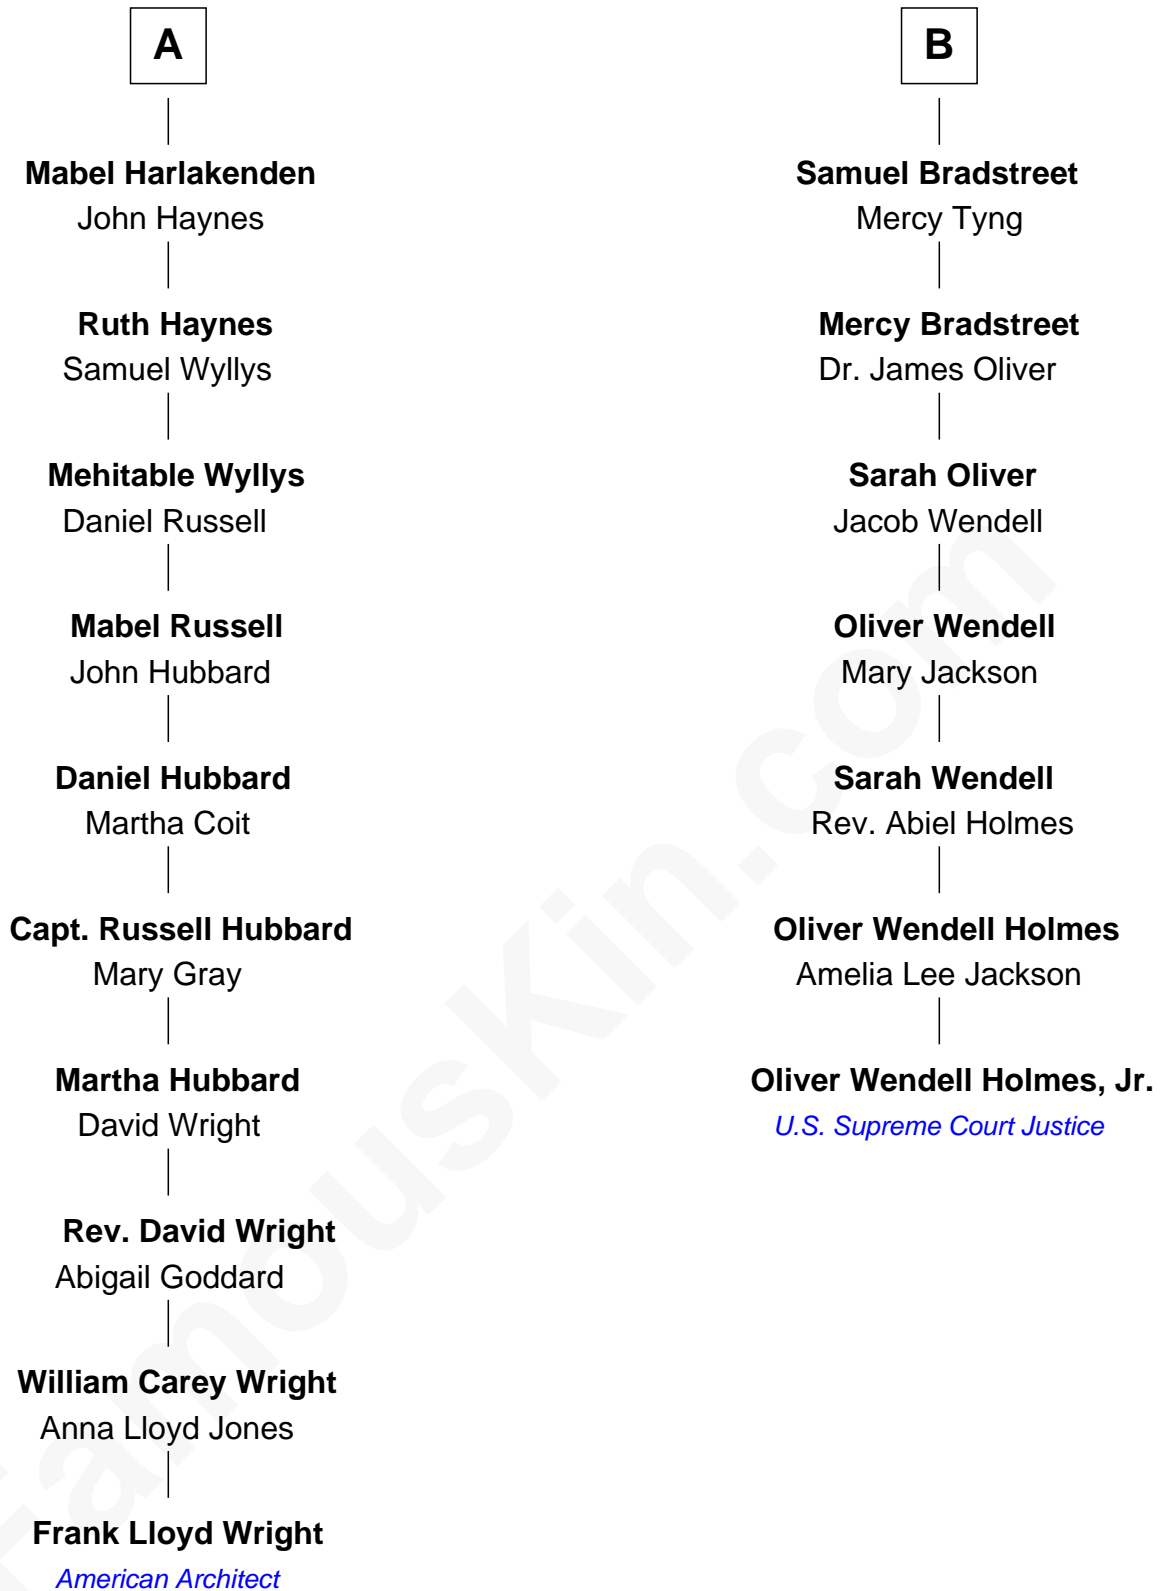 A
Mabel Harlakenden
John Haynes
Ruth Haynes
Samuel Wyllys
Mehitable Wyllys
Daniel Russell
Mabel Russell
John Hubbard
Daniel Hubbard
Martha Coit
Capt. Russell Hubbard
Mary Gray
Martha Hubbard
David Wright
Rev. David Wright
Abigail Goddard
William Carey Wright
Anna Lloyd Jones
Frank Lloyd Wright
American Architect
B
Samuel Bradstreet
Mercy Tyng
Mercy Bradstreet
Dr. James Oliver
Sarah Oliver
Jacob Wendell
Oliver Wendell
Mary Jackson
Sarah Wendell
Rev. Abiel Holmes
Oliver Wendell Holmes
Amelia Lee Jackson
Oliver Wendell Holmes, Jr.
U.S. Supreme Court Justice
FamousKin.com